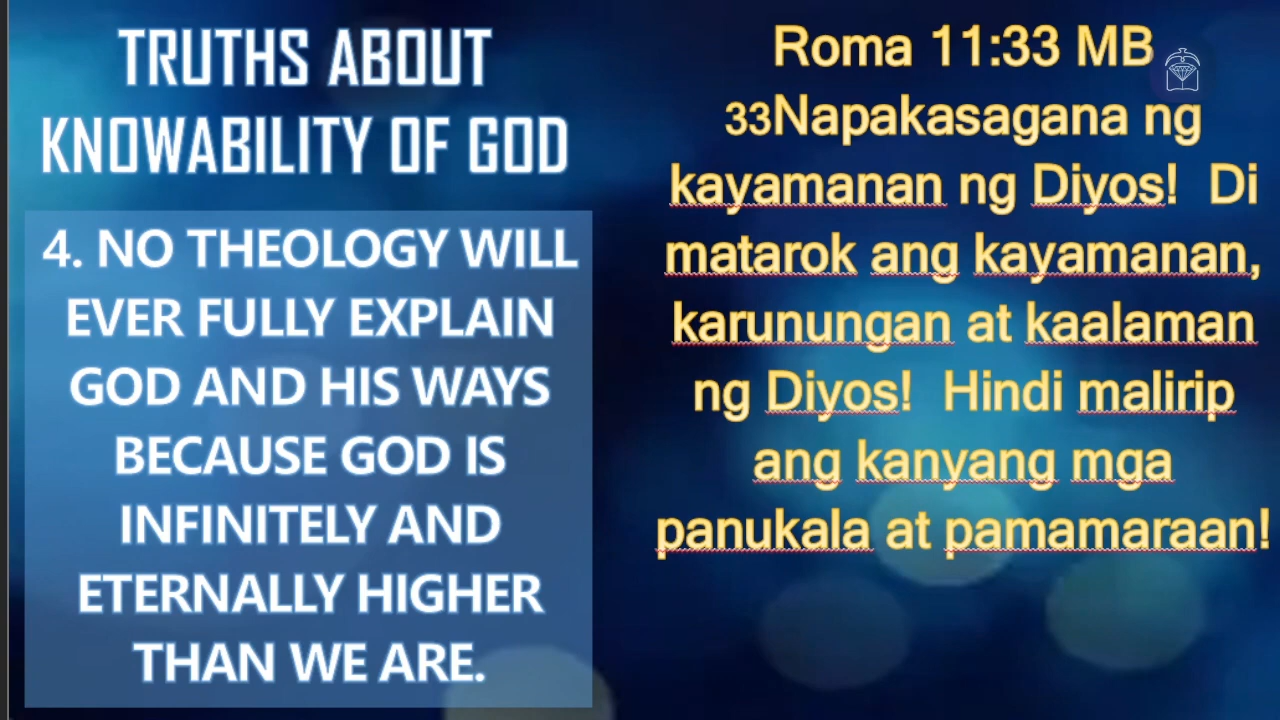 TRUTHS ABOUT
KNOWABILITY OF GOD
4. NO THEOLOGY WILL
EVER FULLY EXPLAIN
GOD AND HIS WAYS
BECAUSE GOD IS
INFINITELY AND
ETERNALLY HIGHER
THAN WE ARE.
Roma 11:33 MB
33Napakasagana ng
kayamanan ng Diyos!  Di
matarok ang kayamanan,
karunungan at kaalaman
ng Diyos!  Hindi malirip
ang kanyang mga
panukala at pamamaraan!